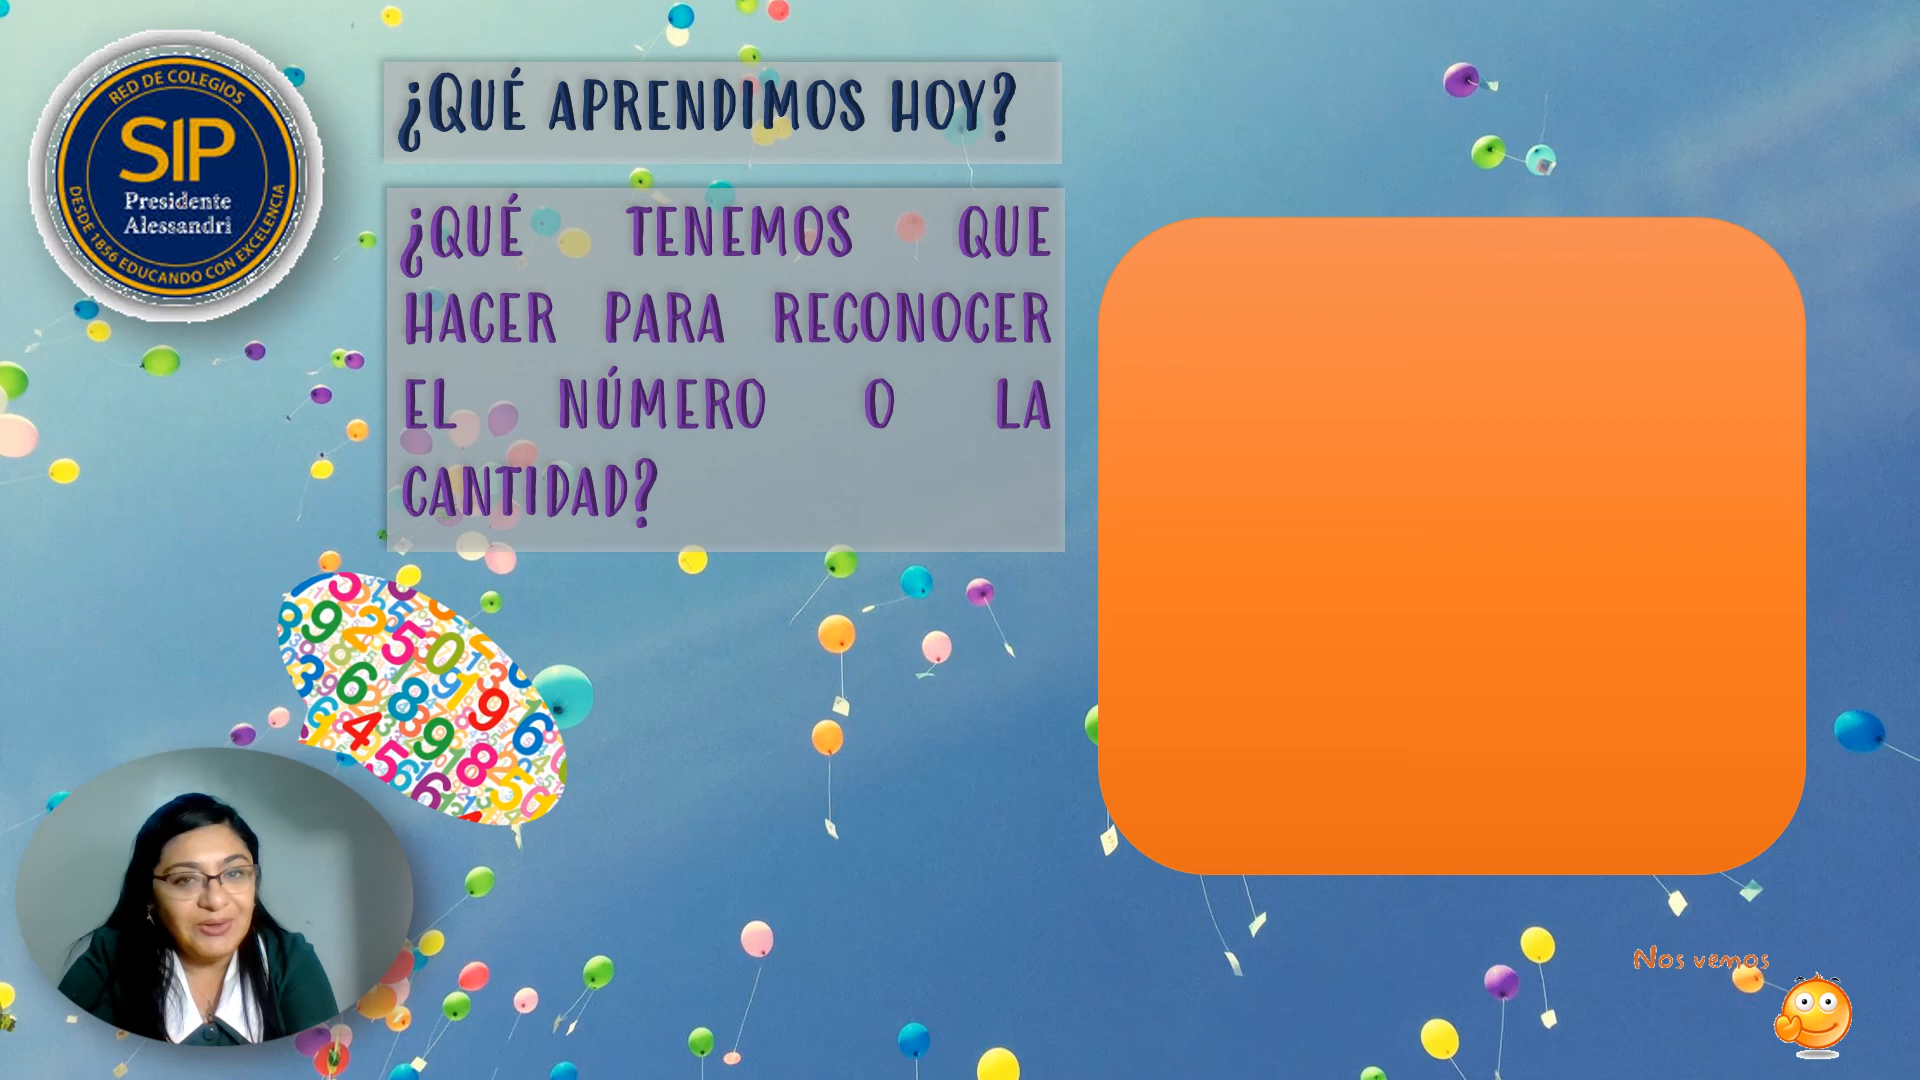 RED DE COLEGIOS
SIP
Presidente
Alessandri
DESDE 1856 EDUCANDO CON EXCELENCIA
¿QUÉ APRENDIMOS HOY?
¿QUÉ TENEMOS QUE
HACER PARA RECONOCER
EL NÚMERO O LA
CANTIDAD?
Nos vemos